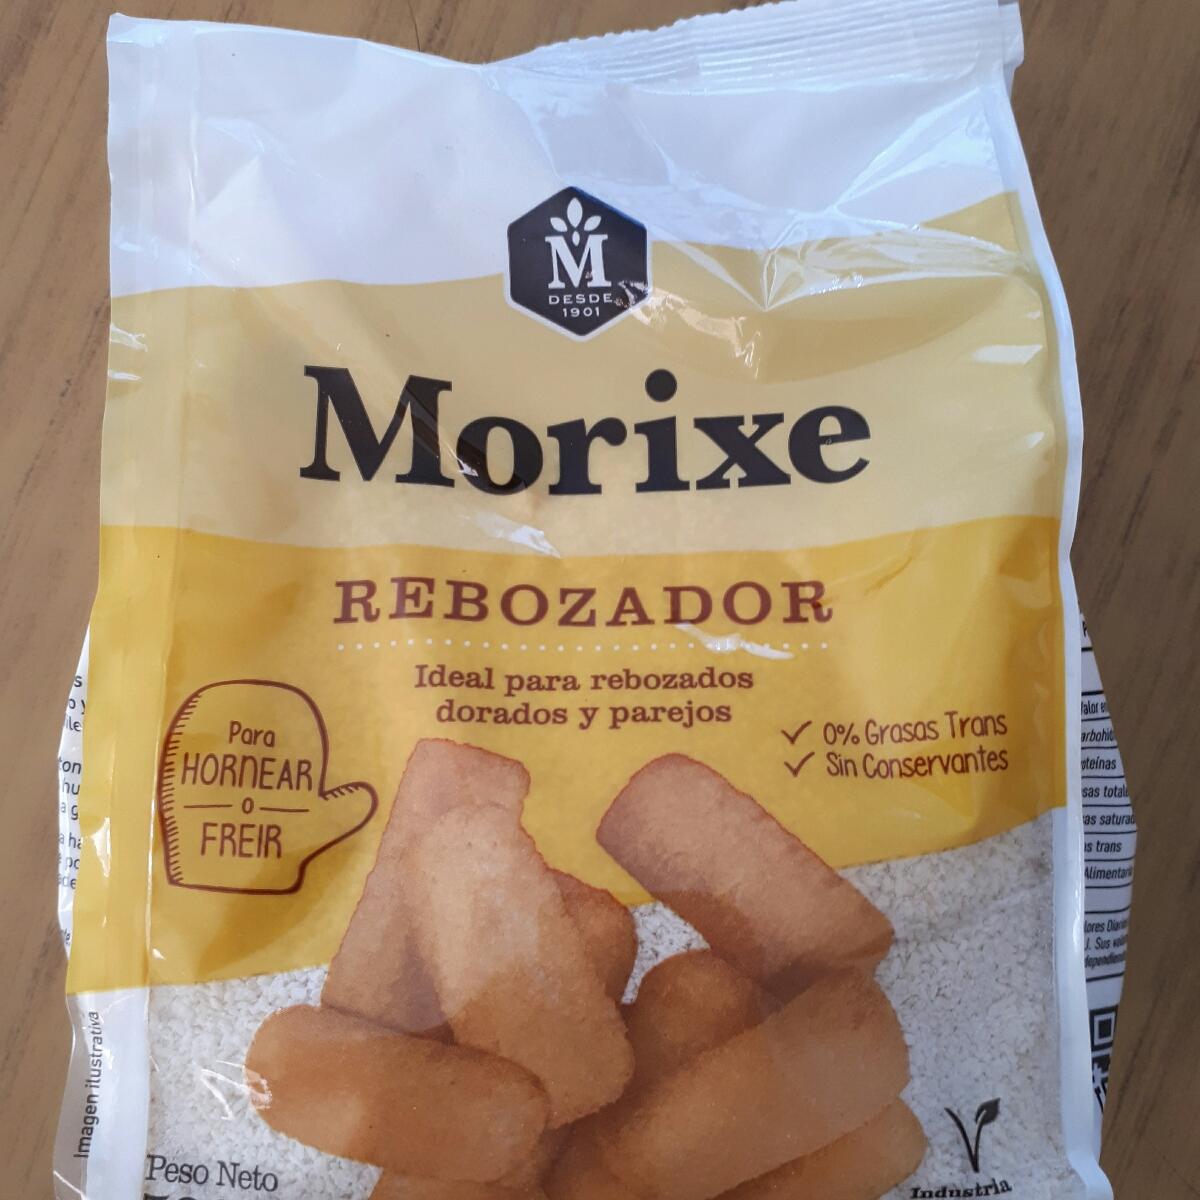 M
DESDE
1901
Morixe
REBOZADOR
Ideal para rebozados
dorados y parejos
Para
HORNEAR
o
FREIR
✓ 0% Grasas Trans
✓ Sin Conservantes
Imagen ilustrativa
Peso Neto
Industria